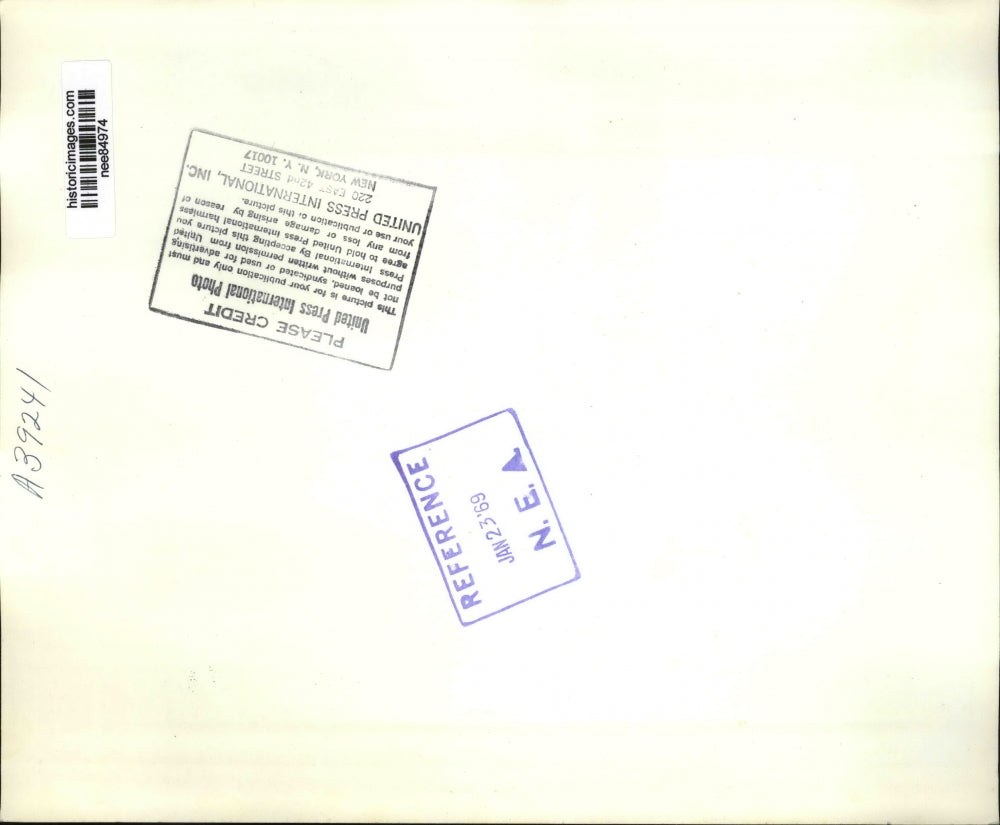 historicimages.com
nee84974
PLEASE CREDIT
United Press International Photo
This picture is for your publication only and must
not be loaned, syndicated or used for advertising
purposes without written permission from United
Press International By accepting this picture you
agree to hold United Press International harmless
from any loss or damage arising by reason of
your use or publication of this picture.
UNITED PRESS INTERNATIONAL, INC.
220 EAST 42nd STREET
NEW YORK, N. Y. 10017
A39241
REFERENCE
JAN 23 '69
N. E. A.